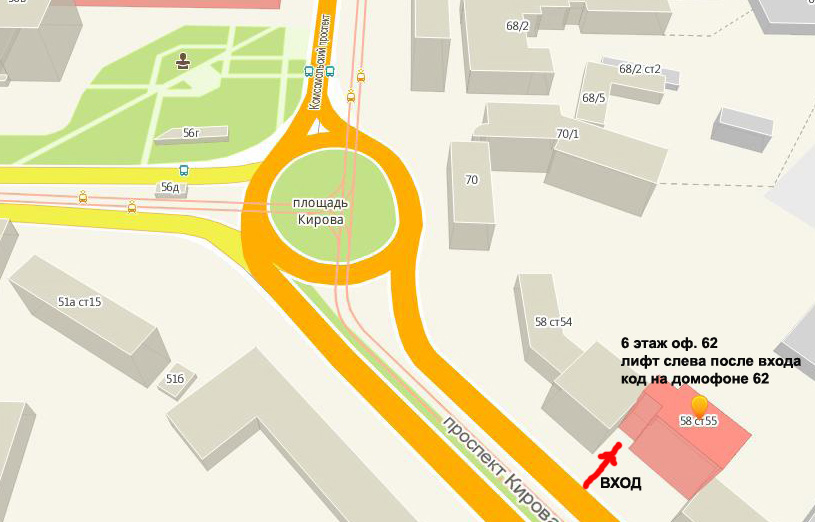 68/2
Комсомольский проспект
68/2 ст2
68/5
56г
70/1
70
56д
площадь
Кирова
51а ст15
58 ст54
6 этаж оф. 62
лифт слева после входа
код на домофоне 62
51б
58 ст55
проспект Кирова
ВХОД